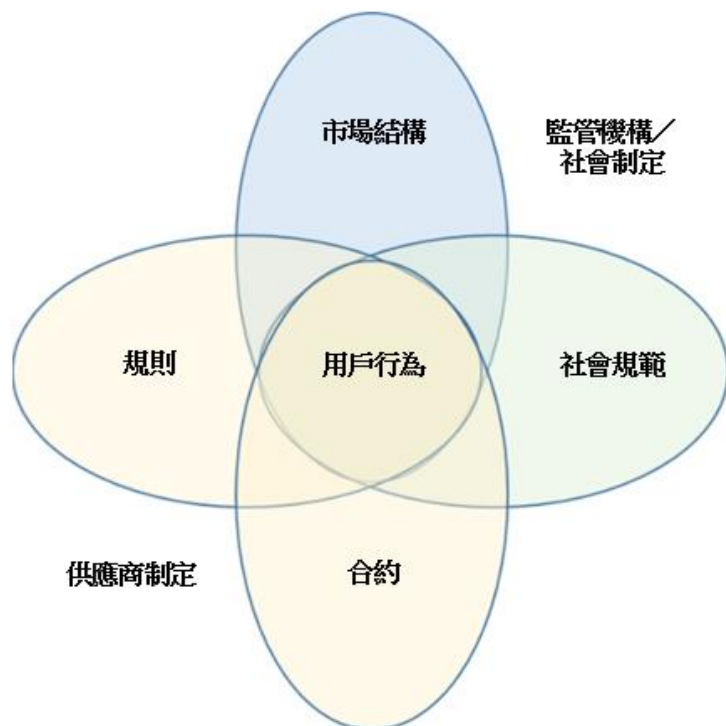 市場結構
監管機構／
社會制定
規則
用戶行為
社會規範
供應商制定
合約